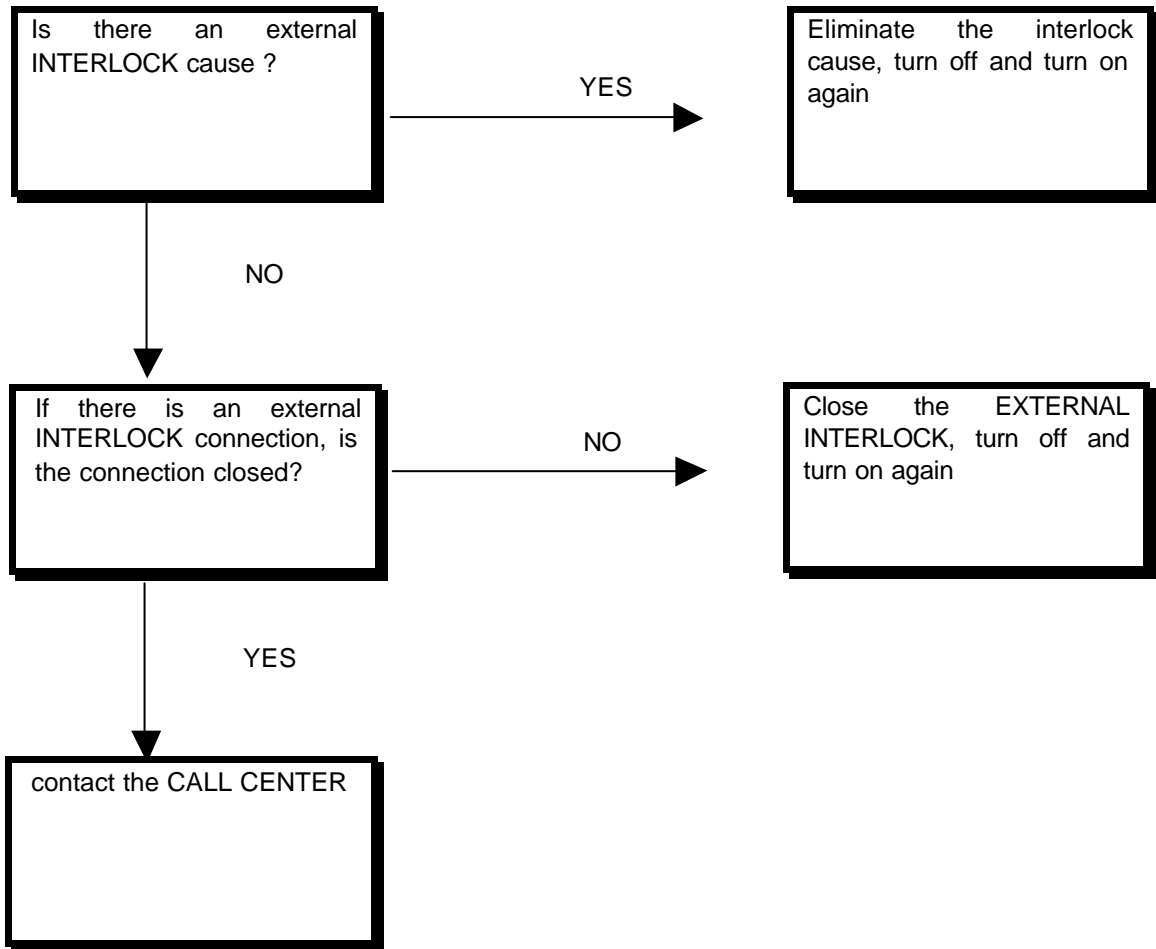 Is there an external
INTERLOCK cause ?
YES
Eliminate the interlock
cause, turn off and turn on
again
NO
If there is an external
INTERLOCK connection, is
the connection closed?
NO
Close the EXTERNAL
INTERLOCK, turn off and
turn on again
YES
contact the CALL CENTER